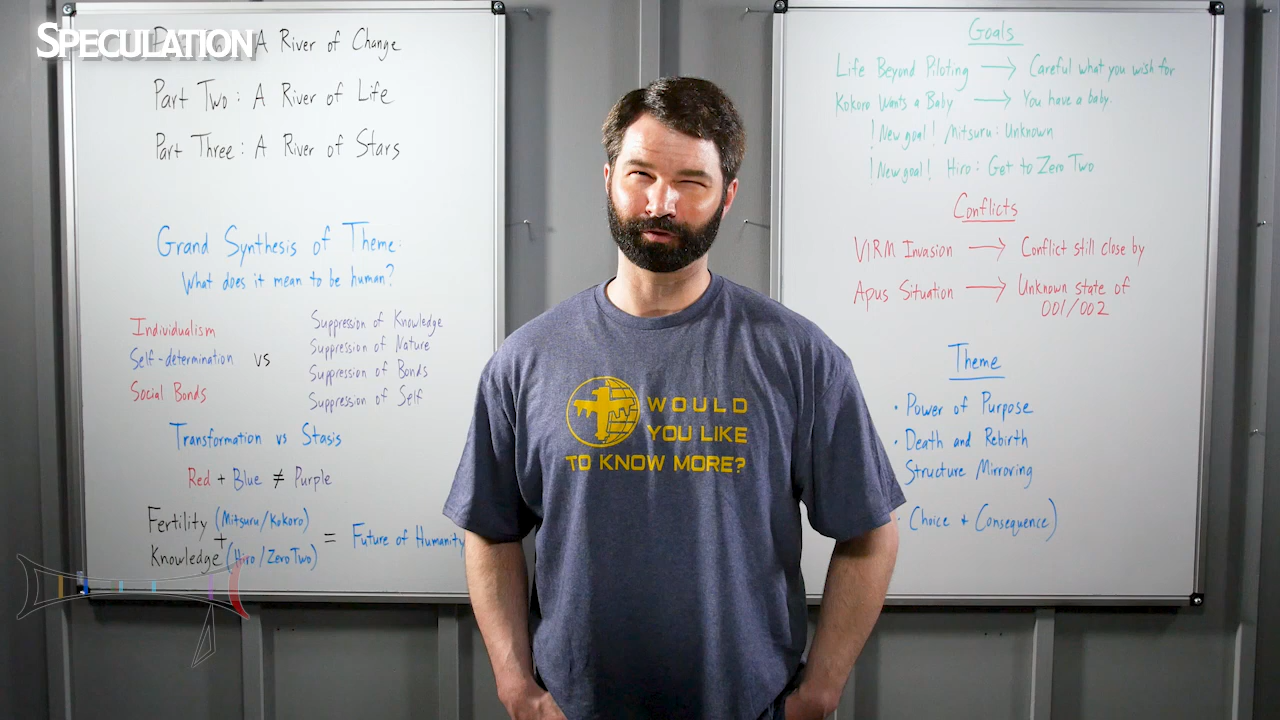 SPECULATION
A River of Change
Part Two: A River of Life
Part Three: A River of Stars
Grand Synthesis of Theme:
What does it mean to be human?
Individualism
Self-determination
Social Bonds
vs
Suppression of Knowledge
Suppression of Nature
Suppression of Bonds
Suppression of Self
Transformation vs Stasis
Red + Blue ≠ Purple
Fertility (Mitsuru/Kokoro)
+
Knowledge (Hiro/Zero Two)
= Future of Humanity
WOULD
YOU LIKE
TO KNOW MORE?
Goals
Life Beyond Piloting → Careful what you wish for
Kokoro Wants a Baby → You have a baby.
! New goal! Mitsuru: Unknown
! New goal! Hiro: Get to Zero Two
Conflicts
VIRM Invasion → Conflict still close by
Apus Situation → Unknown state of
001/002
Theme
• Power of Purpose
• Death and Rebirth
Structure Mirroring
• (Choice + Consequence)